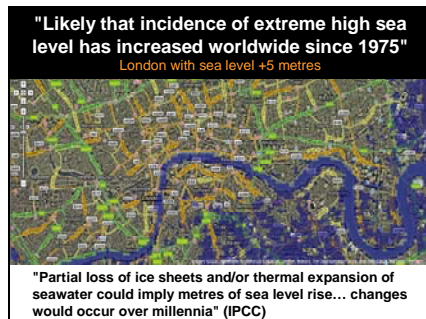 "Likely that incidence of extreme high sea
level has increased worldwide since 1975"
London with sea level +5 metres
"Partial loss of ice sheets and/or thermal expansion of
seawater could imply metres of sea level rise... changes
would occur over millennia" (IPCC)